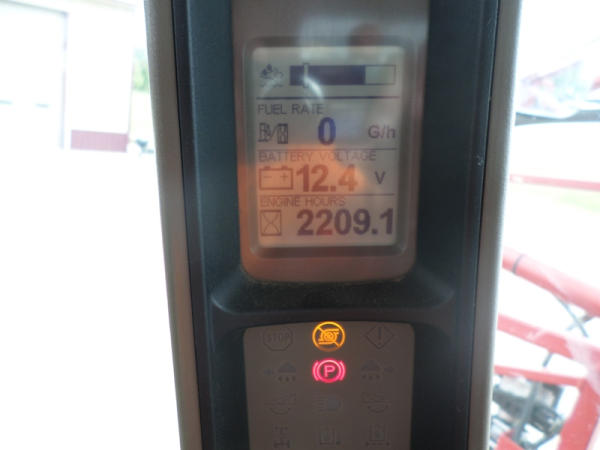 FUEL RATE
0 G/h
BATTERY VOLTAGE
12.4 V
ENGINE HOURS
2209.1
STOP
P